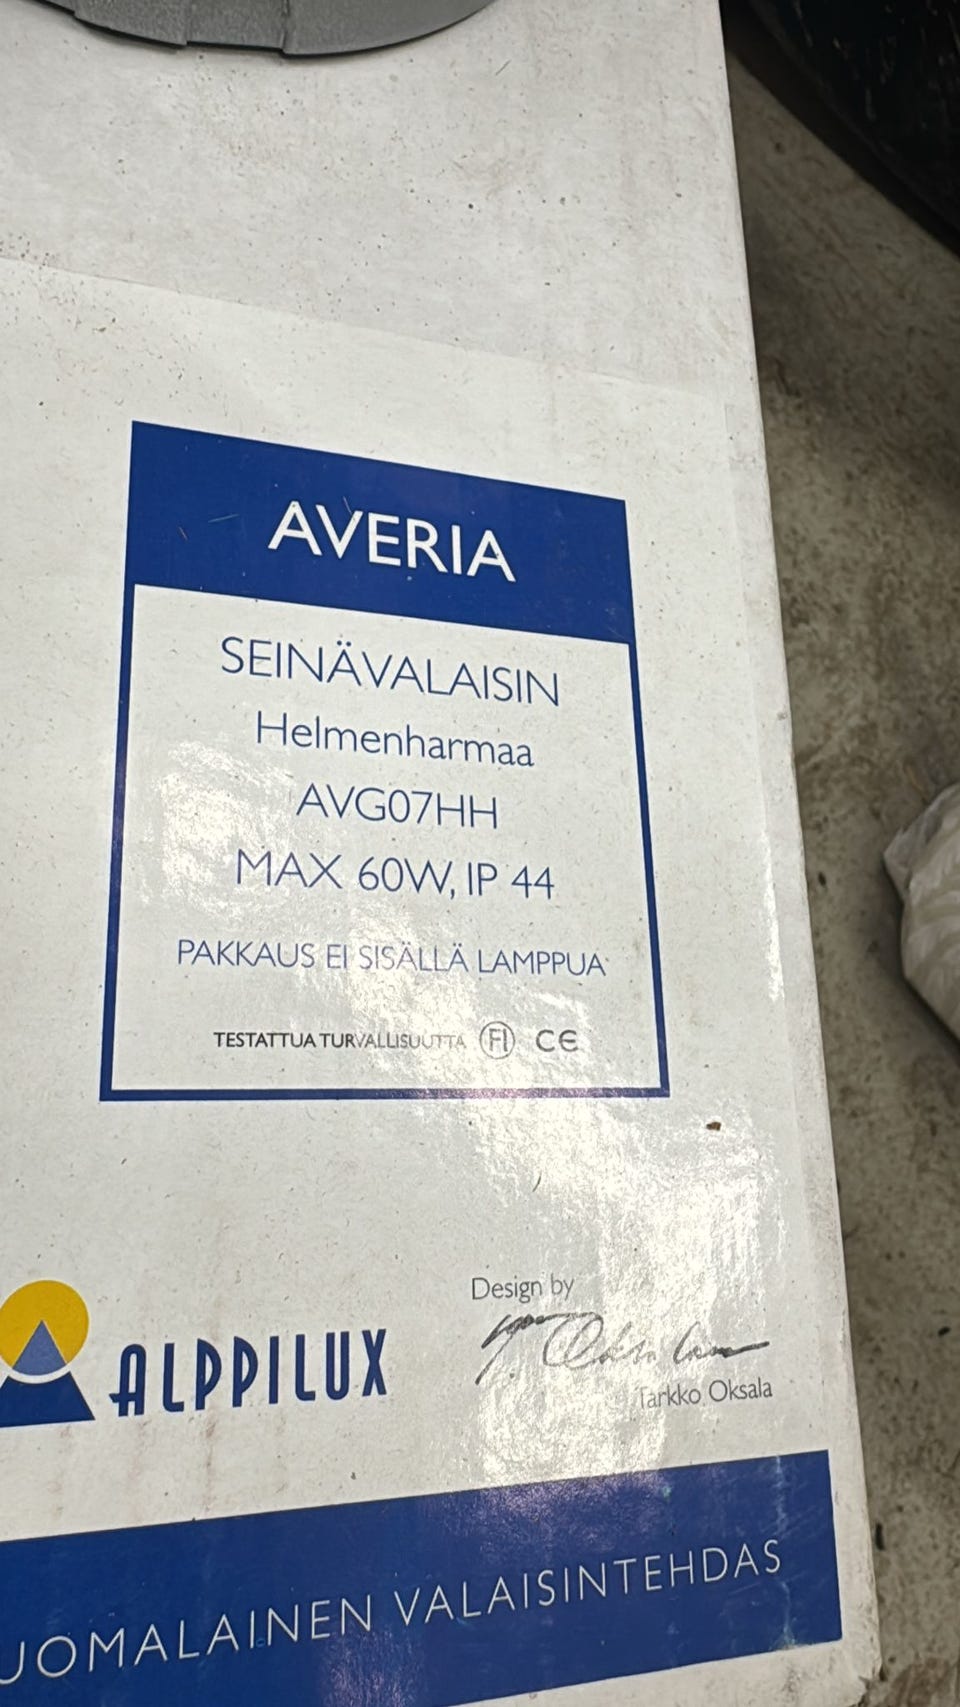 AVERIA
SEINÄVALAISIN
Helmenharmaa
AVG07HH
MAX 60W, IP 44
PAKKAUS EI SISÄLLÄ LAMPPUA
TESTATTUA TURVALLISUUTTA FI CE
Design by
ALPPILUX
Tarkko Oksala
UOMALAINEN VALAISINTEHDAS